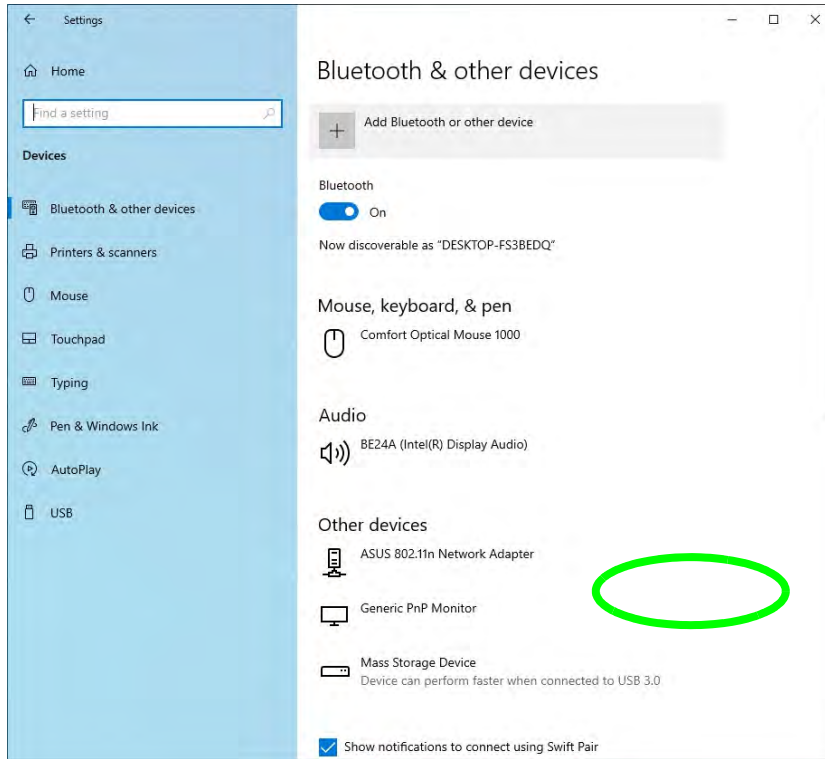 Settings
Home
Find a setting
Devices
Bluetooth & other devices
Printers & scanners
Mouse
Touchpad
Typing
Pen & Windows Ink
AutoPlay
USB
Bluetooth & other devices
Add Bluetooth or other device
Bluetooth
On
Now discoverable as “DESKTOP-FS3BEDQ”
Mouse, keyboard, & pen
Comfort Optical Mouse 1000
Audio
BE24A (Intel(R) Display Audio)
Other devices
ASUS 802.11n Network Adapter
Generic PnP Monitor
Mass Storage Device
Device can perform faster when connected to USB 3.0
Show notifications to connect using Swift Pair